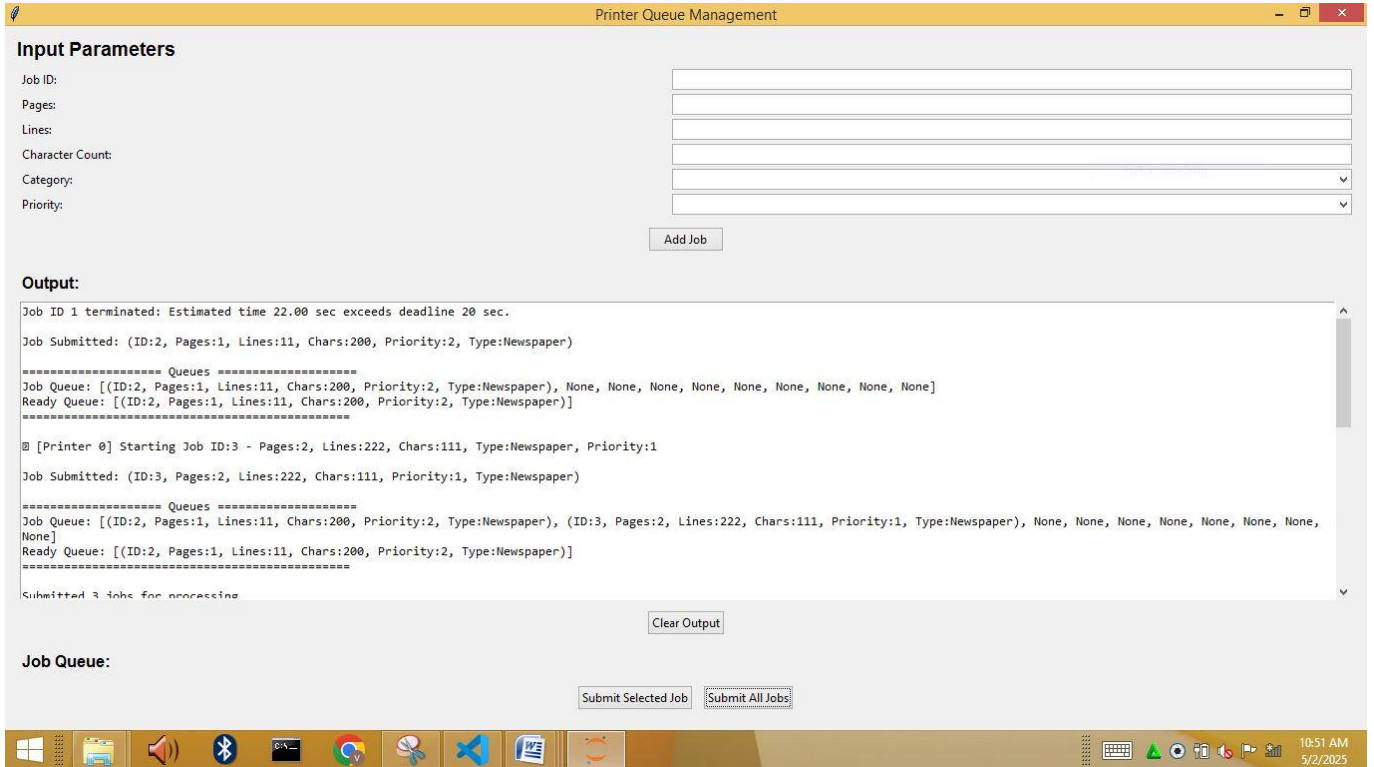 Printer Queue Management
Input Parameters
Job ID:
Pages:
Lines:
Character Count:
Category:
Priority:
Add Job
Output:
Job ID 1 terminated: Estimated time 22.00 sec exceeds deadline 20 sec.
Job Submitted: (ID:2, Pages:1, Lines:11, Chars:200, Priority:2, Type:Newspaper)
==================== Queues ====================
Job Queue: [(ID:2, Pages:1, Lines:11, Chars:200, Priority:2, Type:Newspaper), None, None, None, None, None, None, None, None, None]
Ready Queue: [(ID:2, Pages:1, Lines:11, Chars:200, Priority:2, Type:Newspaper)]
===============================================
[Printer 0] Starting Job ID:3 - Pages:2, Lines:222, Chars:111, Type:Newspaper, Priority:1
Job Submitted: (ID:3, Pages:2, Lines:222, Chars:111, Priority:1, Type:Newspaper)
==================== Queues ====================
Job Queue: [(ID:2, Pages:1, Lines:11, Chars:200, Priority:2, Type:Newspaper), (ID:3, Pages:2, Lines:222, Chars:111, Priority:1, Type:Newspaper), None, None, None, None, None, None, None,
None]
Ready Queue: [(ID:2, Pages:1, Lines:11, Chars:200, Priority:2, Type:Newspaper)]
===============================================
Submitted 3 jobs for processing
Clear Output
Job Queue:
Submit Selected Job Submit All Jobs
10:51 AM
5/2/2025